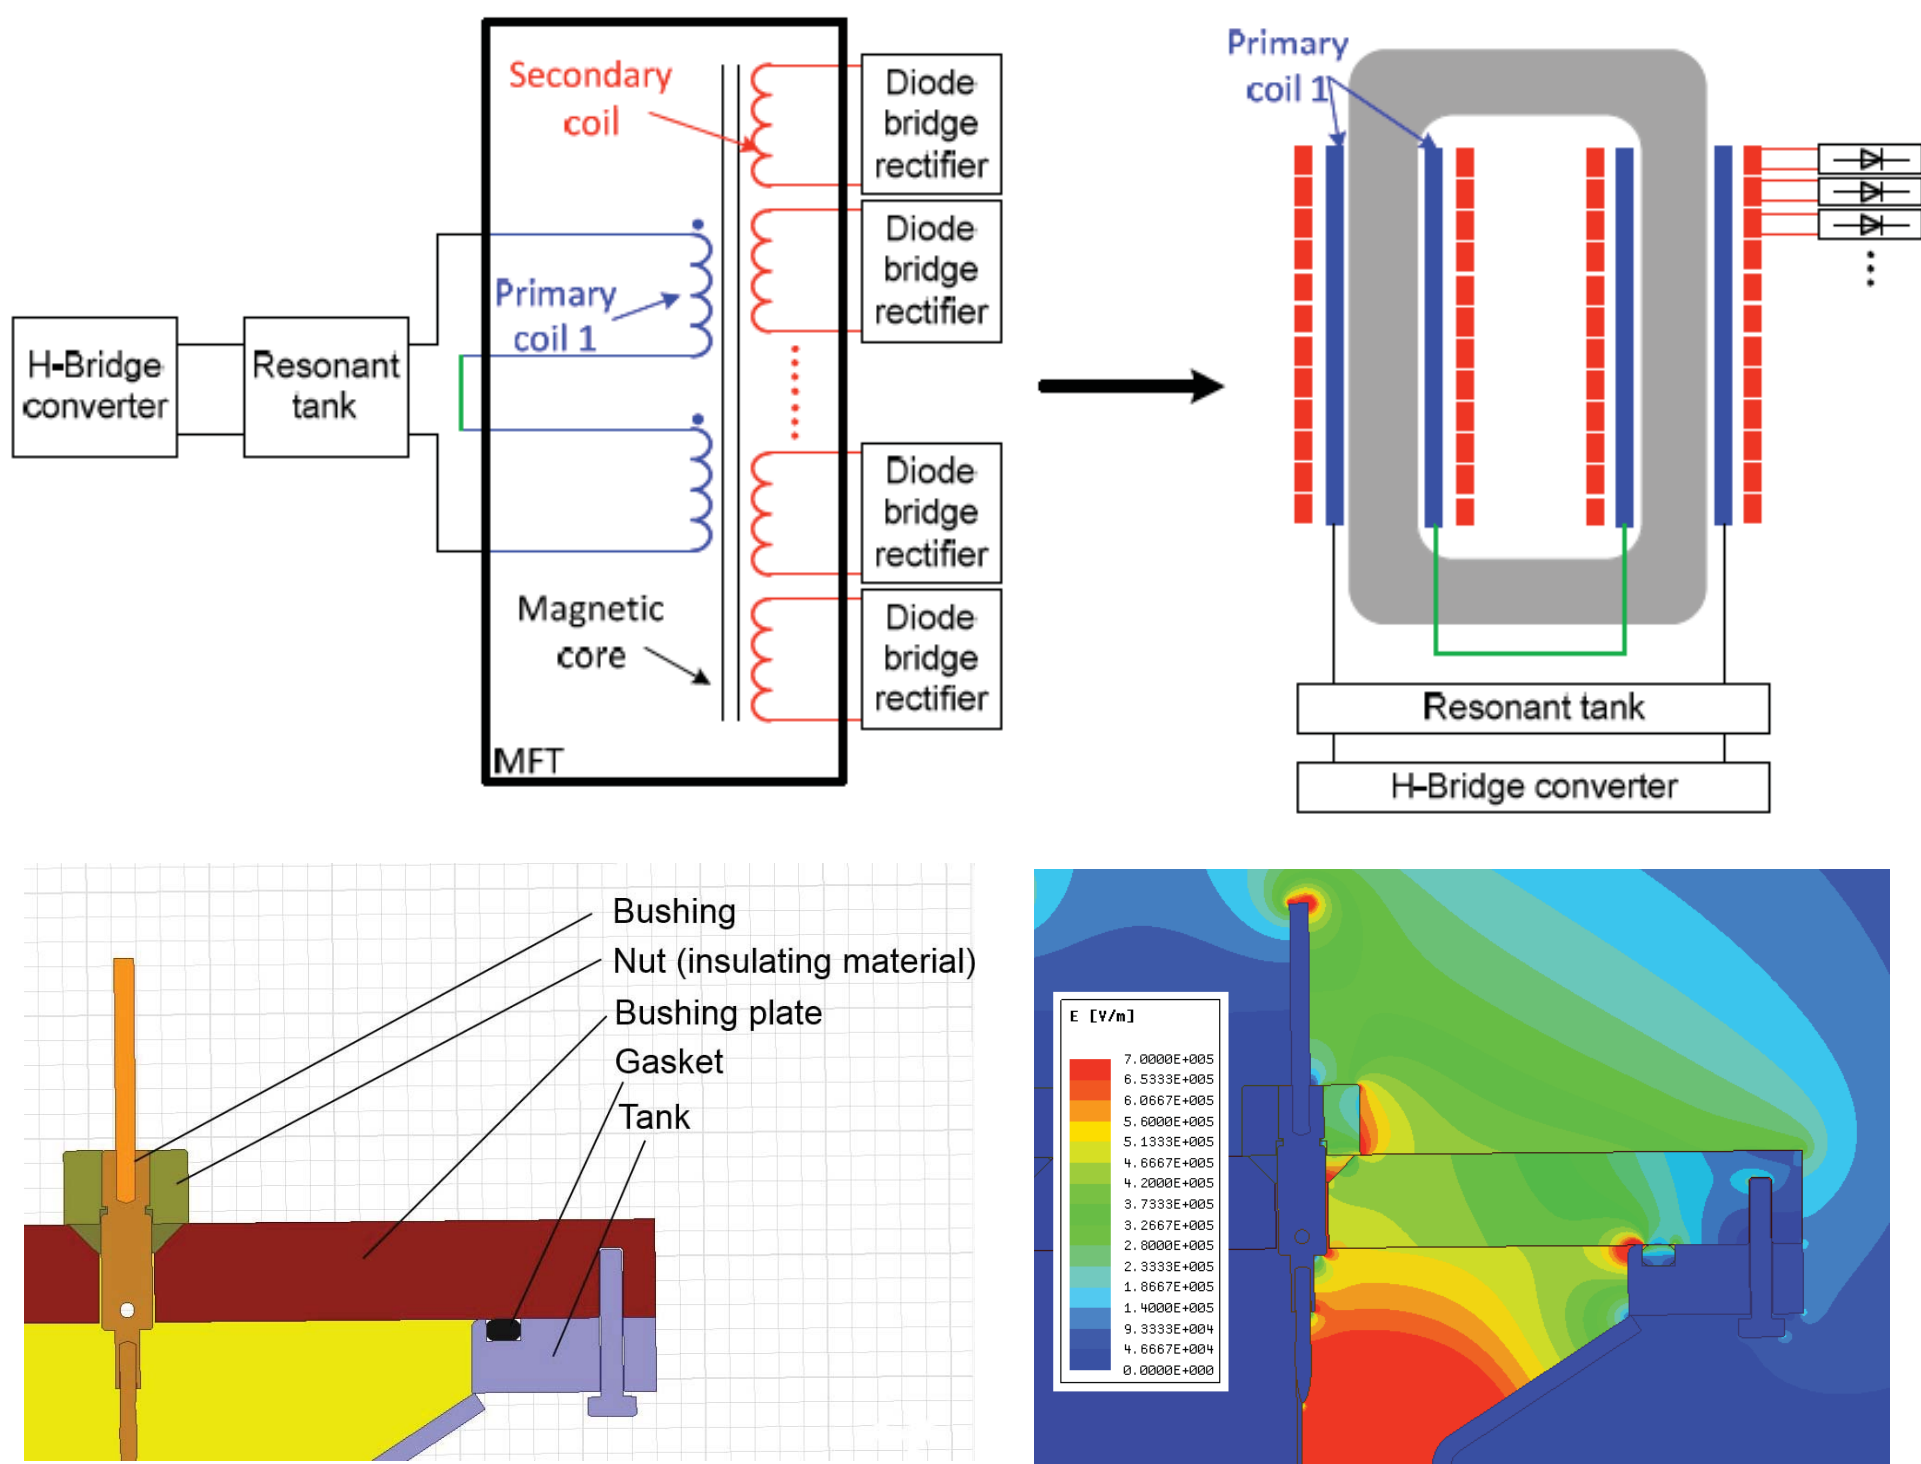 Secondary
coil
Diode
bridge
rectifier
Diode
bridge
rectifier
Primary
coil 1
H-Bridge
converter
Resonant
tank
Diode
bridge
rectifier
Magnetic
core
Diode
bridge
rectifier
MFT
Primary
coil 1
Resonant tank
H-Bridge converter
Bushing
Nut (insulating material)
Bushing plate
Gasket
Tank
E [V/m]
7.0000E+005
6.5333E+005
6.0667E+005
5.6000E+005
5.1333E+005
4.6667E+005
4.2000E+005
3.7333E+005
3.2667E+005
2.8000E+005
2.3333E+005
1.8667E+005
1.4000E+005
9.3333E+004
4.6667E+004
0.0000E+000